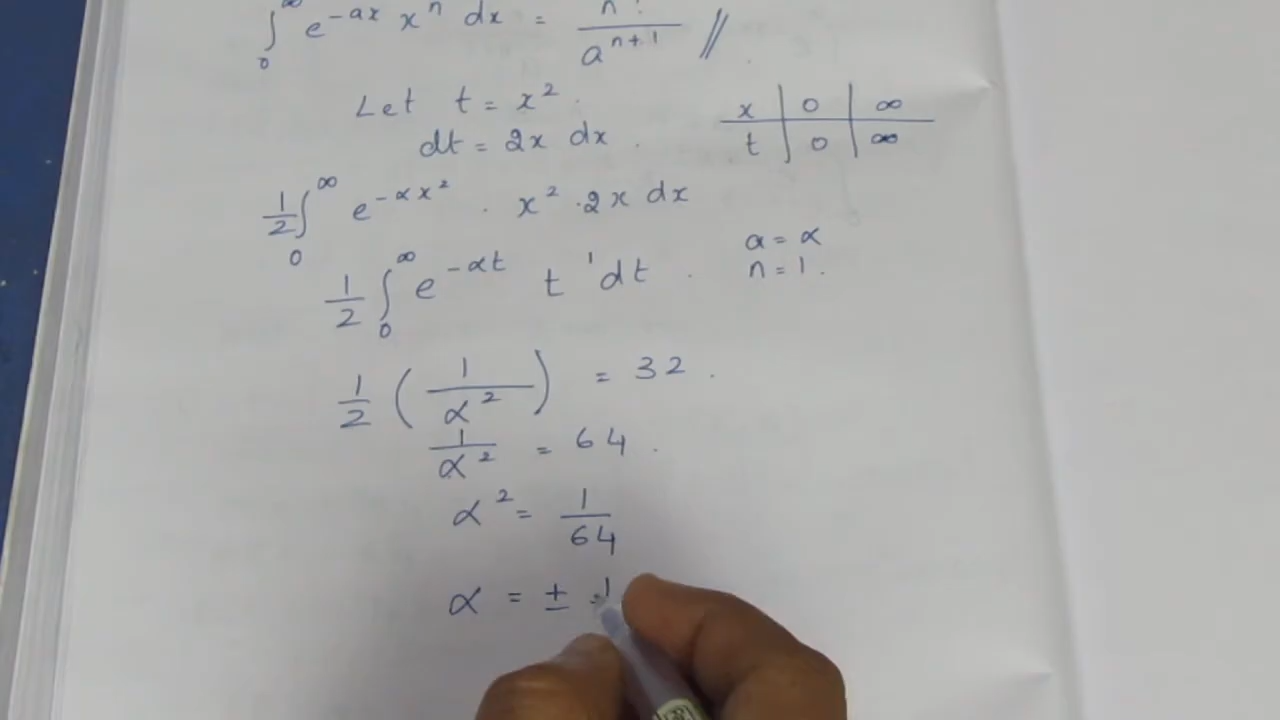 ∫₀^∞ e^{-ax} x^n dx = n! / a^{n+1} //
Let t = x².
dt = 2x dx.
x | 0 | ∞
t | 0 | ∞
1/2 ∫₀^∞ e^{-αx²} . x² . 2x dx
a = α
n = 1.
1/2 ∫₀^∞ e^{-αt} t¹ dt.
1/2 ( 1/α² ) = 32.
1/α² = 64.
α² = 1/64
α = ± 1